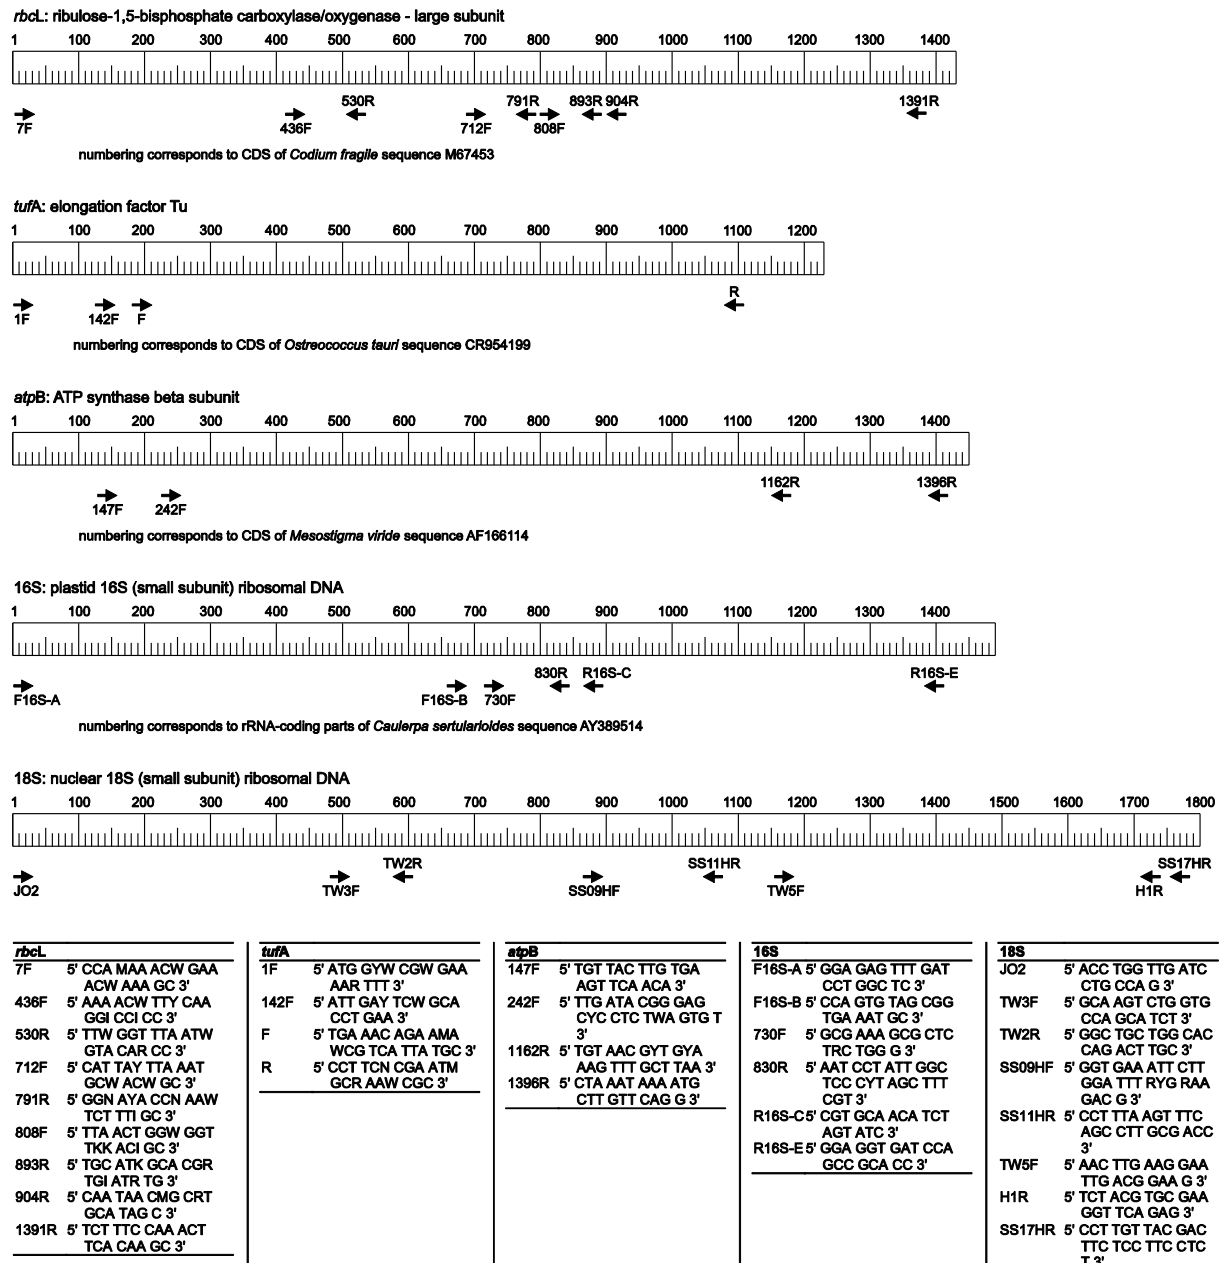 rbcL: ribulose-1,5-bisphosphate carboxylase/oxygenase - large subunit
1 100 200 300 400 500 600 700 800 900 1000 1100 1200 1300 1400
530R 791R 893R 904R 1391R
7F 436F 712F 808F
numbering corresponds to CDS of Codium fragile sequence M67453
tufA: elongation factor Tu
1 100 200 300 400 500 600 700 800 900 1000 1100 1200
R
1F 142F F
numbering corresponds to CDS of Ostreococcus tauri sequence CR954199
atpB: ATP synthase beta subunit
1 100 200 300 400 500 600 700 800 900 1000 1100 1200 1300 1400
1162R 1396R
147F 242F
numbering corresponds to CDS of Mesostigma viride sequence AF166114
16S: plastid 16S (small subunit) ribosomal DNA
1 100 200 300 400 500 600 700 800 900 1000 1100 1200 1300 1400
830R R16S-C R16S-E
F16S-A F16S-B 730F
numbering corresponds to rRNA-coding parts of Caulerpa sertularioides sequence AY389514
18S: nuclear 18S (small subunit) ribosomal DNA
1 100 200 300 400 500 600 700 800 900 1000 1100 1200 1300 1400 1500 1600 1700 1800
TW2R SS11HR SS17HR
JO2 TW3F SS09HF TW5F H1R
rbcL
7F 5' CCA MAA ACW GAA
ACW AAA GC 3'
436F 5' AAA ACW TTY CAA
GGI CCI CC 3'
530R 5' TTW GGT TTA ATW
GTA CAR CC 3'
712F 5' CAT TAY TTA AAT
GCW ACW GC 3'
791R 5' GGN AYA CCN AAW
TCT TTI GC 3'
808F 5' TTA ACT GGW GGT
TKK ACI GC 3'
893R 5' TGC ATK GCA CGR
TGI ATR TG 3'
904R 5' CAA TAA CMG CRT
GCA TAG C 3'
1391R 5' TCT TTC CAA ACT
TCA CAA GC 3'
tufA
1F 5' ATG GYW CGW GAA
AAR TTT 3'
142F 5' ATT GAY TCW GCA
CCT GAA 3'
F 5' TGA AAC AGA AMA
WCG TCA TTA TGC 3'
R 5' CCT TCN CGA ATM
GCR AAW CGC 3'
atpB
147F 5' TGT TAC TTG TGA
AGT TCA ACA 3'
242F 5' TTG ATA CGG GAG
CYC CTC TWA GTG T
3'
1162R 5' TGT AAC GYT GYA
AAG TTT GCT TAA 3'
1396R 5' CTA AAT AAA ATG
CTT GTT CAG G 3'
16S
F16S-A 5' GGA GAG TTT GAT
CCT GGC TC 3'
F16S-B 5' CCA GTG TAG CGG
TGA AAT GC 3'
730F 5' GCG AAA GCG CTC
TRC TGG G 3'
830R 5' AAT CCT ATT GGC
TCC CYT AGC TTT
CGT 3'
R16S-C 5' CGT GCA ACA TCT
AGT ATC 3'
R16S-E 5' GGA GGT GAT CCA
GCC GCA CC 3'
18S
JO2 5' ACC TGG TTG ATC
CTG CCA G 3'
TW3F 5' GCA AGT CTG GTG
CCA GCA TCT 3'
TW2R 5' GGC TGC TGG CAC
CAG ACT TGC 3'
SS09HF 5' GGT GAA ATT CTT
GGA TTT RYG RAA
GAC G 3'
SS11HR 5' CCT TTA AGT TTC
AGC CTT GCG ACC
3'
TW5F 5' AAC TTG AAG GAA
TTG ACG GAA G 3'
H1R 5' TCT ACG TGC GAA
GGT TCA GAG 3'
SS17HR 5' CCT TGT TAC GAC
TTC TCC TTC CTC
T 3'